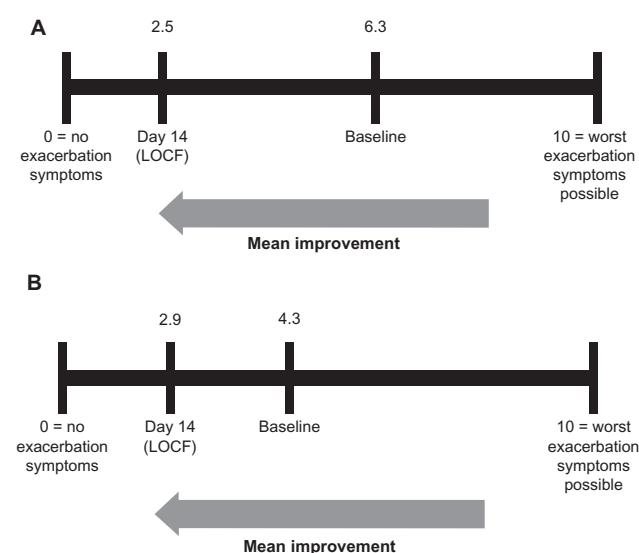 A
2.5 6.3
0 = no Day 14 Baseline 10 = worst
exacerbation (LOCF) exacerbation
symptoms symptoms
possible
Mean improvement
B
2.9 4.3
0 = no Day 14 Baseline 10 = worst
exacerbation (LOCF) exacerbation
symptoms symptoms
possible
Mean improvement